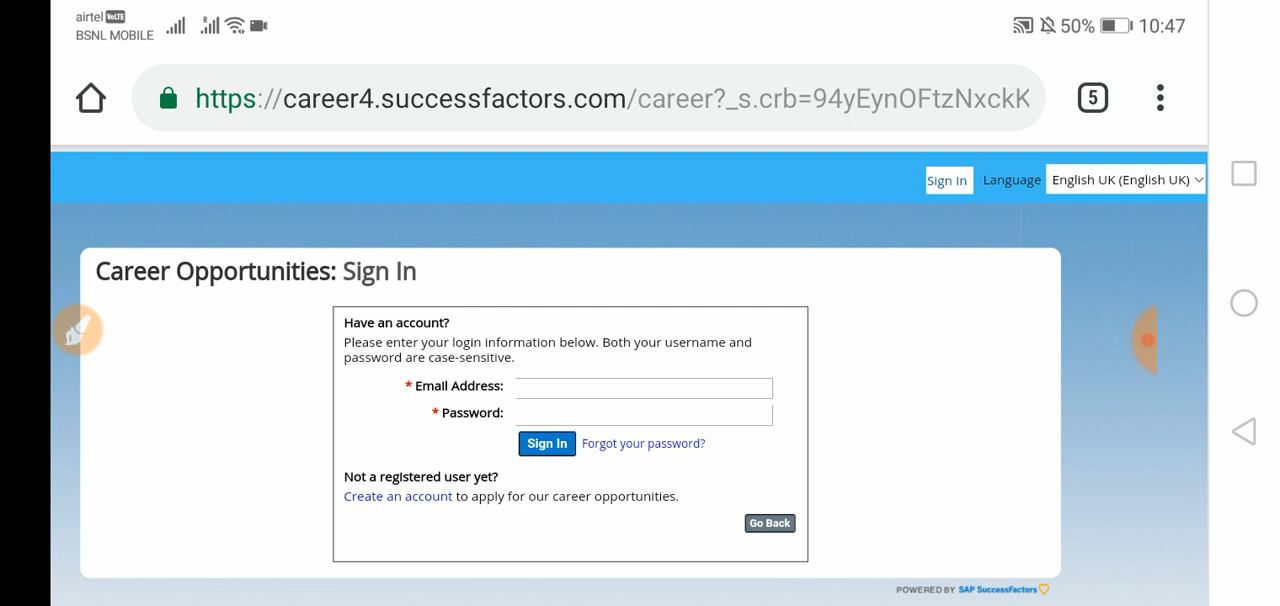 airtel VoLTE
BSNL MOBILE
50% 10:47
https://career4.successfactors.com/career?_s.crb=94yEynOFtzNxckK
5
Sign In Language English UK (English UK)
Career Opportunities: Sign In
Have an account?
Please enter your login information below. Both your username and
password are case-sensitive.
* Email Address:
* Password:
Sign In Forgot your password?
Not a registered user yet?
Create an account to apply for our career opportunities.
Go Back
POWERED BY SAP SuccessFactors